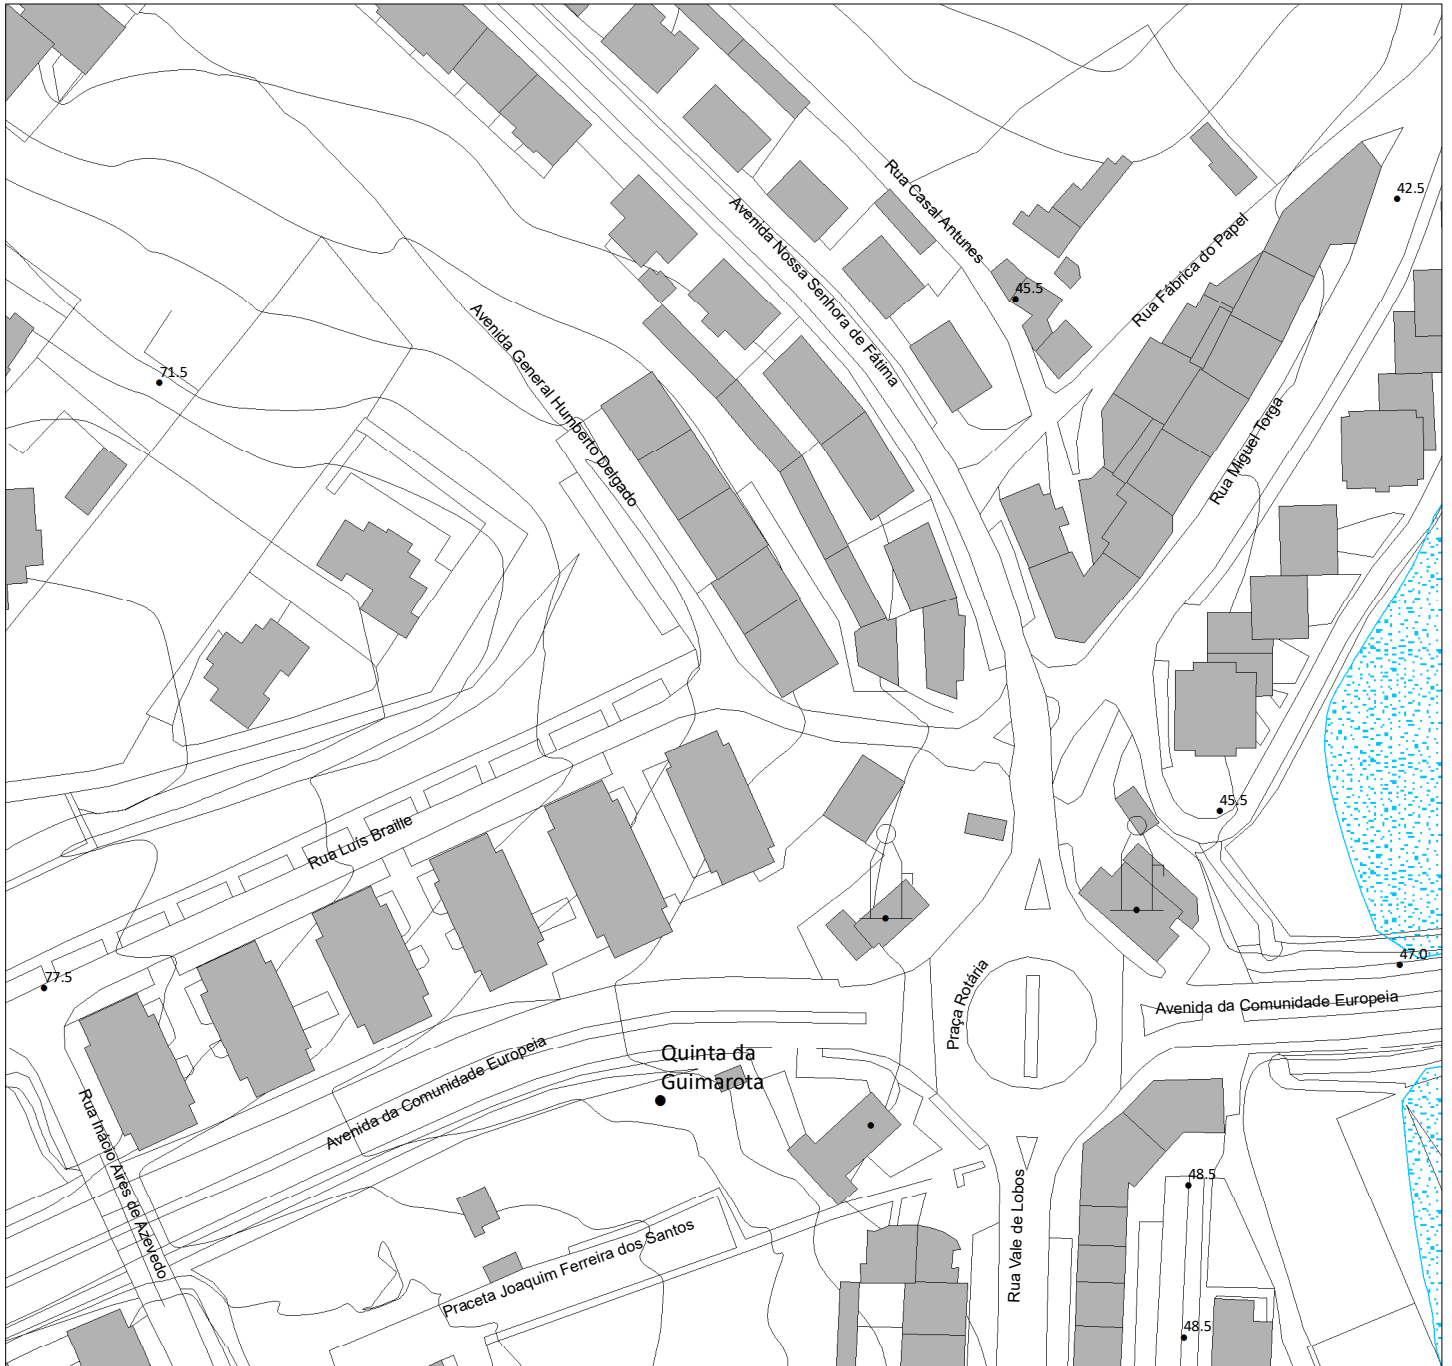 Rua Casal Antunes
42.5
Avenida Nossa Senhora de Fátima
Rua Fábrica do Papel
45.5
Avenida General Humberto Delgado
71.5
Rua Miguel Torga
45.5
Rua Luís Braille
77.5
47.0
Praça Rotária
Avenida da Comunidade Europeia
Avenida da Comunidade Europeia
Quinta da
Guimarota
Rua Inácio Aires de Azevedo
48.5
Rua Vale de Lobos
Praceta Joaquim Ferreira dos Santos
48.5